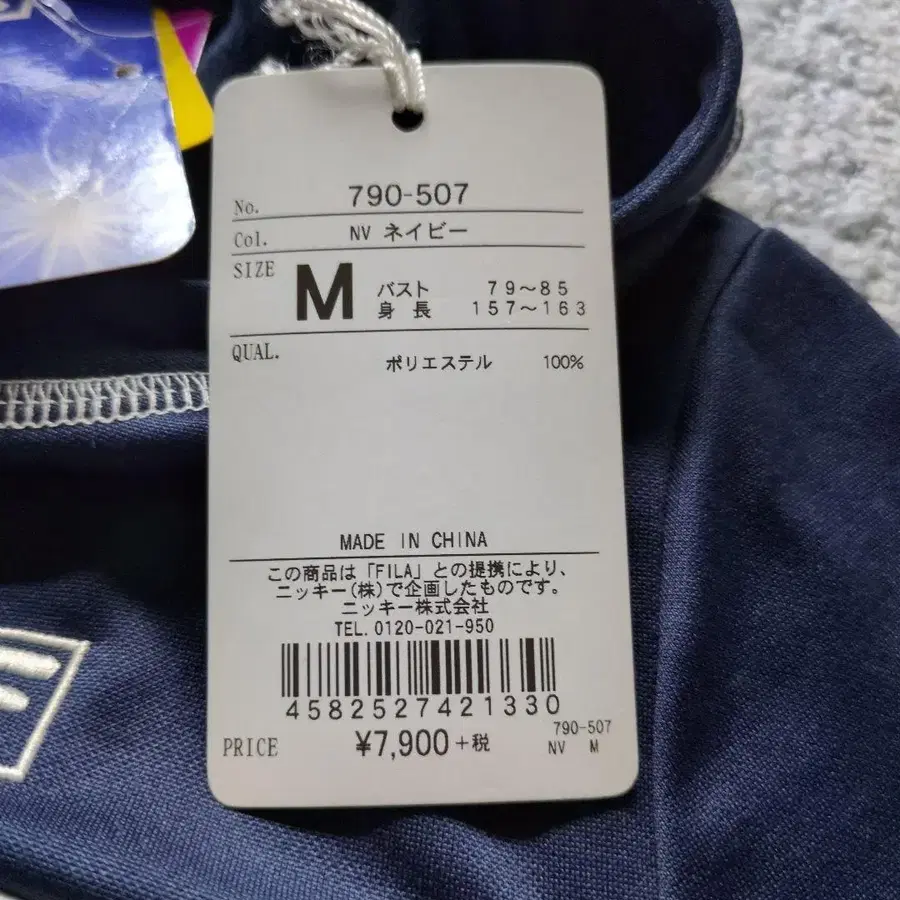 No. 790-507
Col. NV ネイビー
SIZE M バスト 79～85
身長 157～163
QUAL. ポリエステル 100%
MADE IN CHINA
この商品は「FILA」との提携により、
ニッキー(株)で企画したものです。
ニッキー株式会社
TEL. 0120-021-950
4582527421330
PRICE ¥7,900+税
790-507
NV M